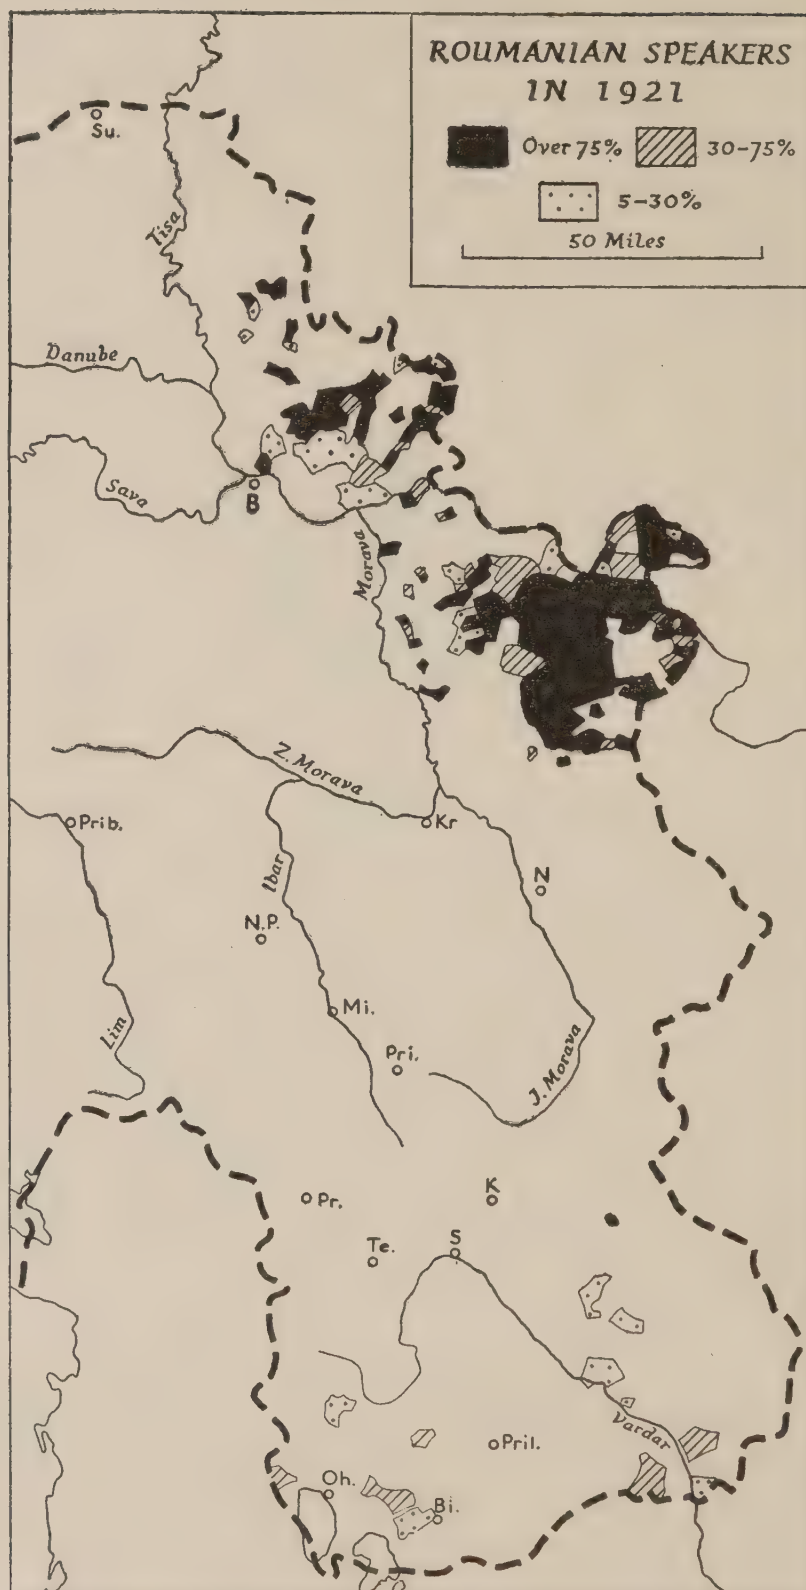 ROUMANIAN SPEAKERS
IN 1921
Over 75%
30-75%
5-30%
50 Miles
Su.
Tisa
Danube
Sava
B
Morava
Z. Morava
Prib.
Kr
Ibar
N
N.P.
Lim
Mi.
Pri.
J. Morava
Pr.
K
Te.
S
Vardar
Pril.
Oh.
Bi.